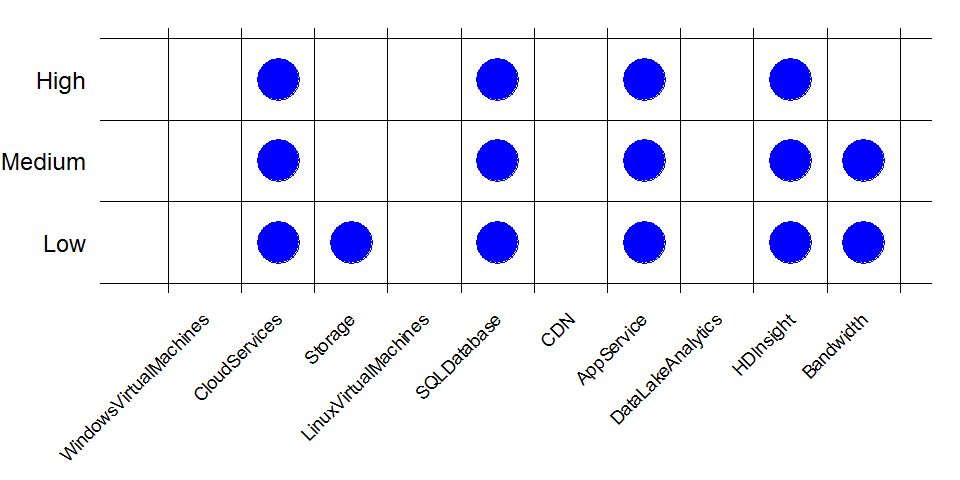 High
Medium
Low
WindowsVirtualMachines
CloudServices
Storage
LinuxVirtualMachines
SQLDatabase
CDN
AppService
DataLakeAnalytics
HDInsight
Bandwidth